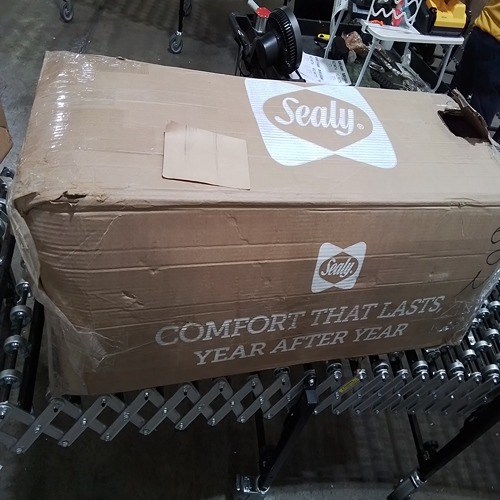 Sealy
Sealy
COMFORT THAT LASTS,
YEAR AFTER YEAR